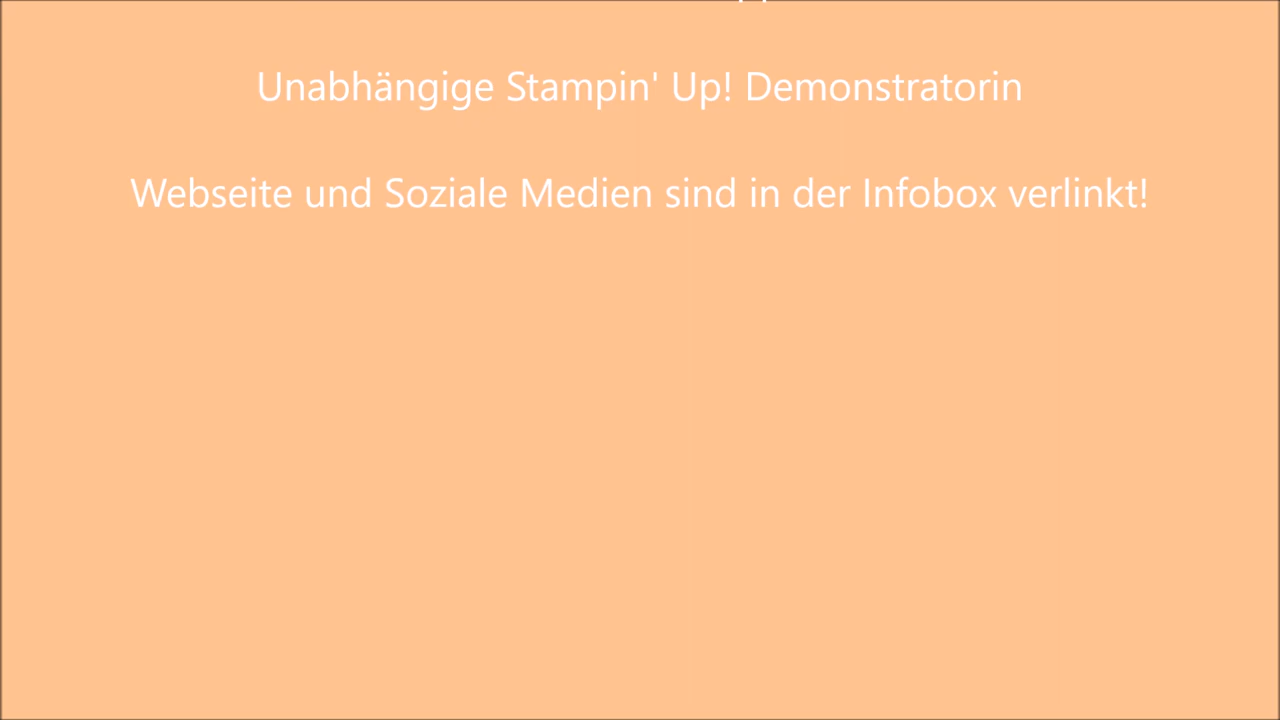 Unabhängige Stampin' Up! Demonstratorin
Webseite und Soziale Medien sind in der Infobox verlinkt!